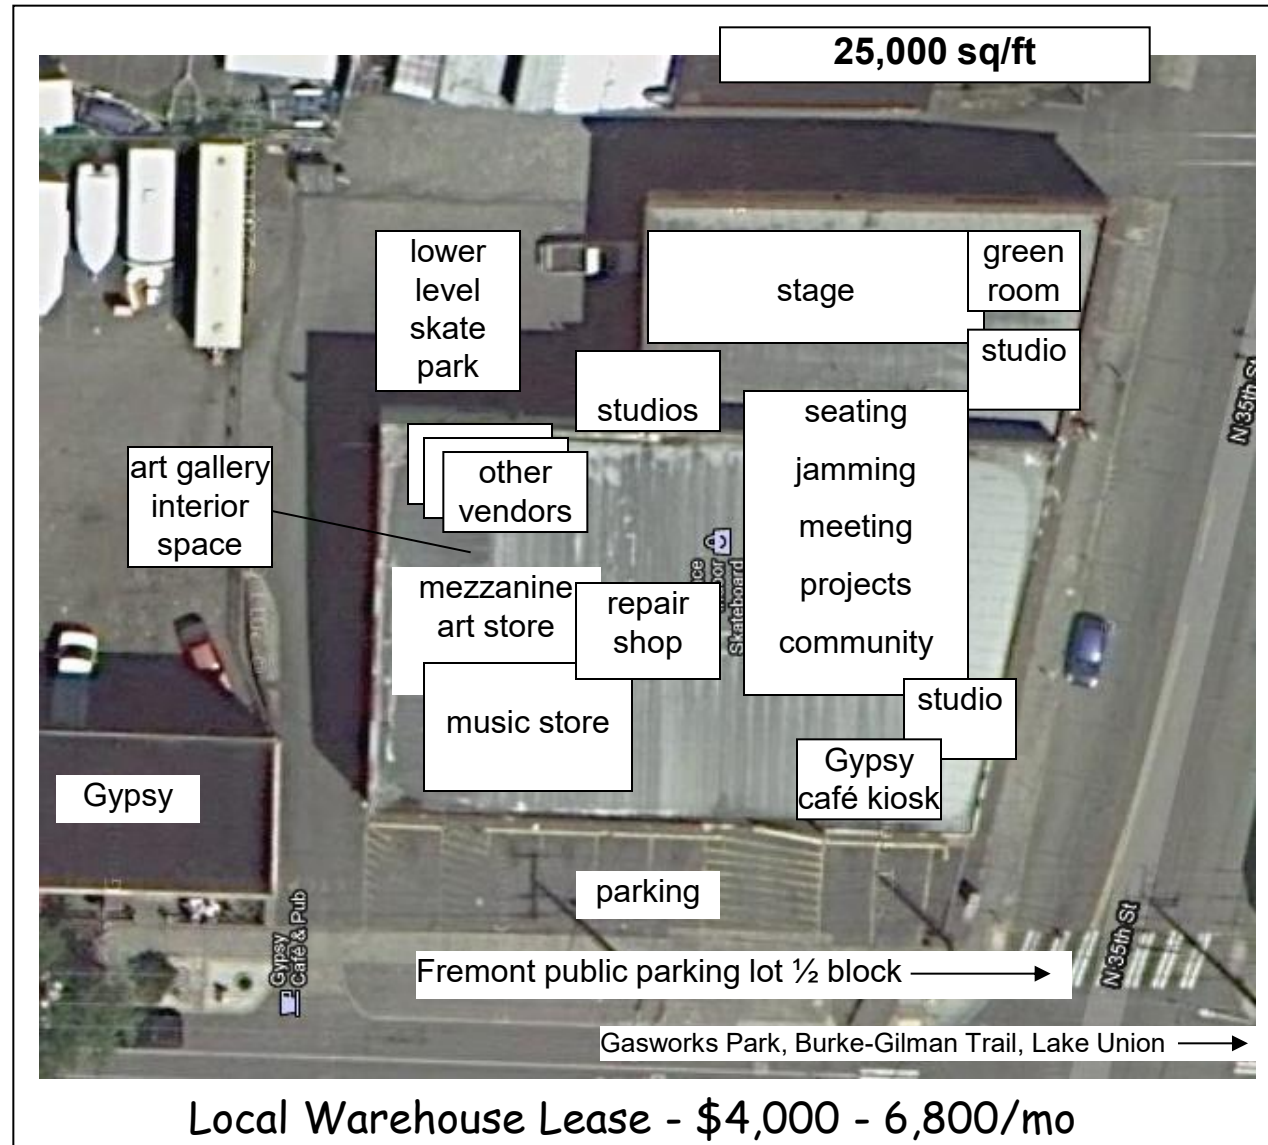 25,000 sq/ft
lower
level
skate
park
stage
green
room
studio
studios
seating
jamming
meeting
projects
community
art gallery
interior
space
other
vendors
mezzanine
art store
repair
shop
Skateboard
music store
studio
Gypsy
café kiosk
Gypsy
parking
Gypsy
Café & Pub
N 35th St
N 35th St
Fremont public parking lot ½ block
Gasworks Park, Burke-Gilman Trail, Lake Union
Local Warehouse Lease - $4,000 - 6,800/mo